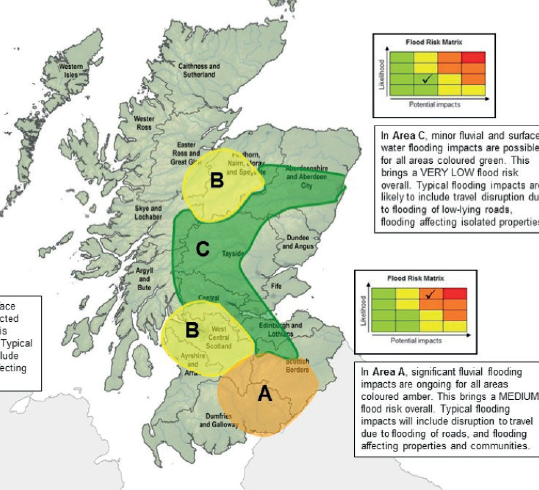 Western
Isles
Caithness and
Sutherland
Wester
Ross
Easter
Ross and
Great
Nairn, Moray
and Speyside
B
Aberdeenshire
and Aberdeen
City
Skye and
Lochaber
C
Tayside
Dundee
and Angus
Argyll
and
Bute
Fife
Central
B
West
Central
Scotland
Edinburgh and
Lothians
Ayrshire
and
Arran
Scottish
Borders
A
Dumfries
and Galloway
Flood Risk Matrix
Likelihood
Potential impacts
In Area C, minor fluvial and surface
water flooding impacts are possible
for all areas coloured green. This
brings a VERY LOW flood risk
overall. Typical flooding impacts are
likely to include travel disruption due
to flooding of low-lying roads,
flooding affecting isolated properties
Flood Risk Matrix
Likelihood
Potential impacts
In Area A, significant fluvial flooding
impacts are ongoing for all areas
coloured amber. This brings a MEDIUM
flood risk overall. Typical flooding
impacts will include disruption to travel
due to flooding of roads, and flooding
affecting properties and communities.
ace
cted
is
Typical
lude
ecting